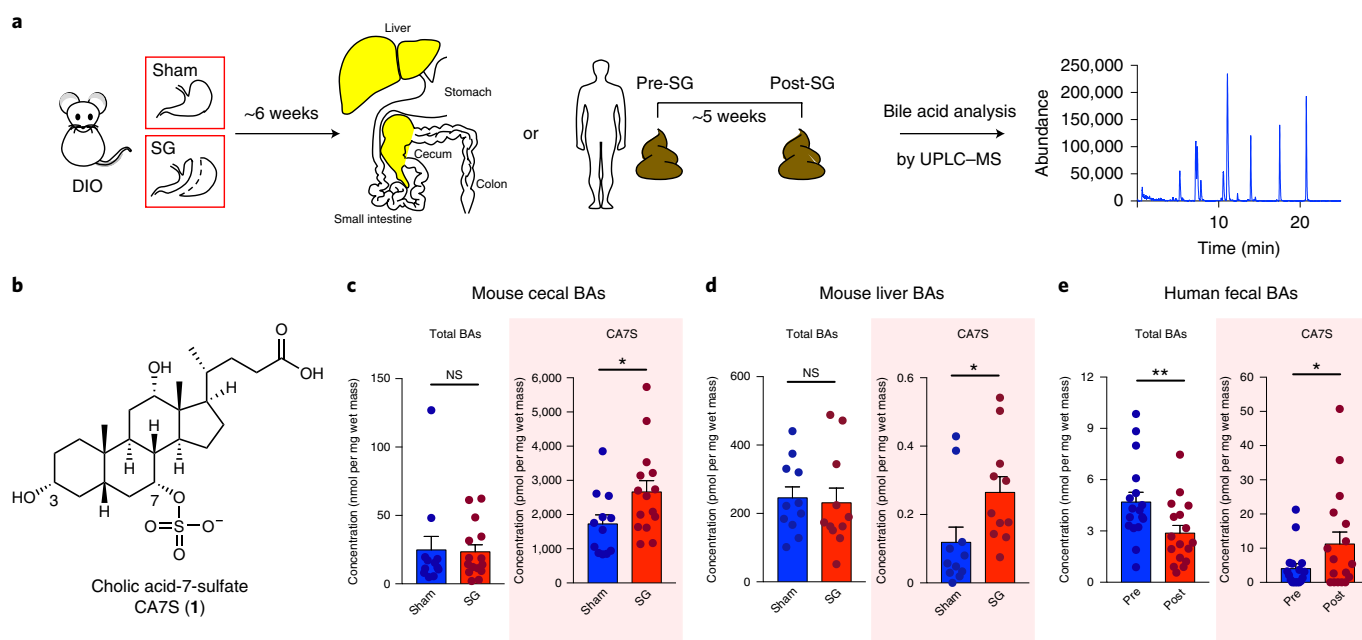 a
Sham
SG
DIO
~6 weeks
Liver
Stomach
Cecum
Colon
Small intestine
or
Pre-SG
Post-SG
~5 weeks
Bile acid analysis
by UPLC–MS
Abundance
250,000
200,000
150,000
100,000
50,000
0
10
20
Time (min)
b
O
OH
OH
H
H
H
H
H
HO
3
7
O
O
S
O−
O
Cholic acid-7-sulfate
CA7S (1)
c
Mouse cecal BAs
Total BAs
NS
Concentration (nmol per mg wet mass)
150
100
50
0
Sham
SG
CA7S
*
Concentration (pmol per mg wet mass)
6,000
5,000
4,000
3,000
2,000
1,000
0
Sham
SG
d
Mouse liver BAs
Total BAs
NS
Concentration (pmol per mg wet mass)
600
400
200
0
Sham
SG
CA7S
*
Concentration (pmol per mg wet mass)
0.6
0.4
0.2
0
Sham
SG
e
Human fecal BAs
Total BAs
**
Concentration (nmol per mg wet mass)
12
9
6
3
0
Pre
Post
CA7S
*
Concentration (pmol per mg wet mass)
60
50
40
30
20
10
0
Pre
Post